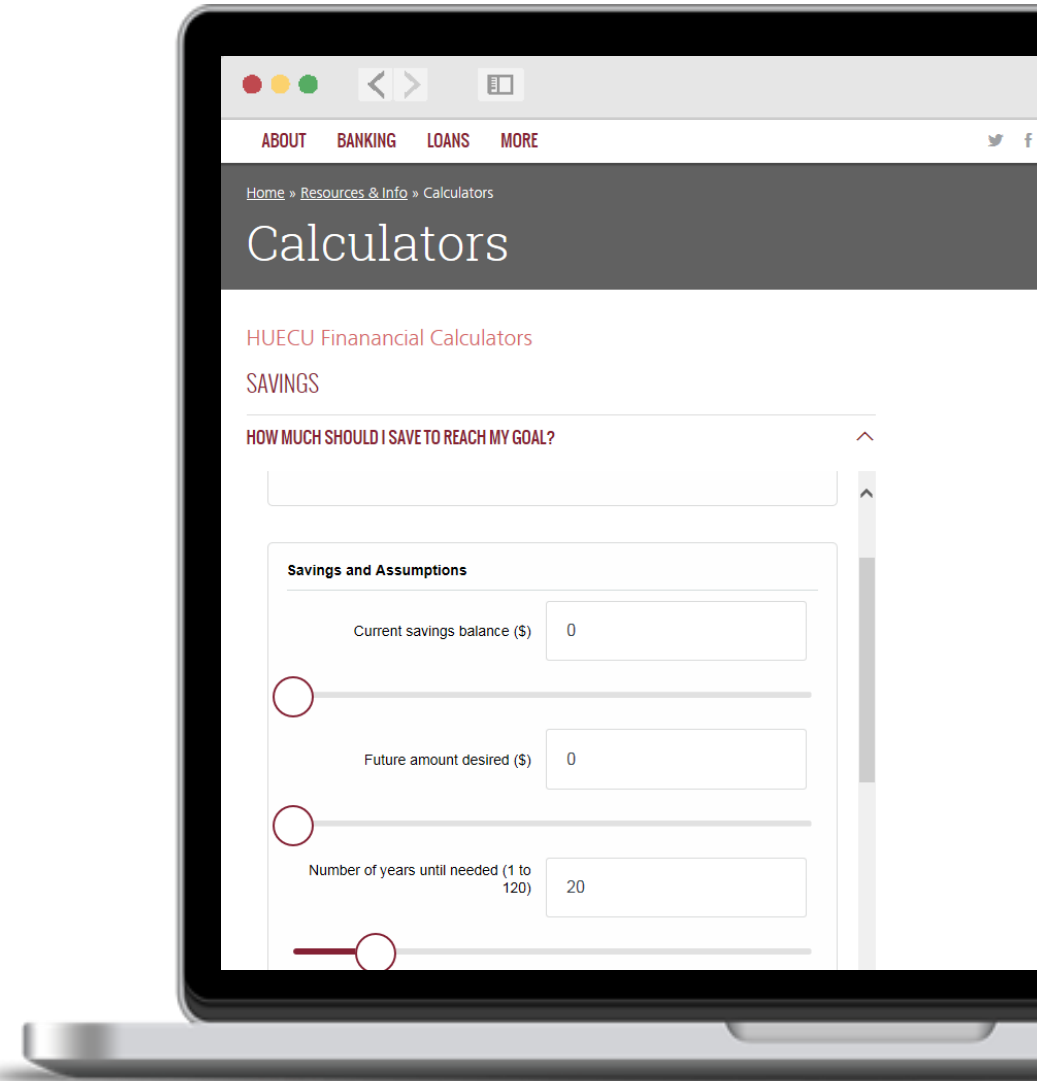 ABOUT BANKING LOANS MORE
Home » Resources & Info » Calculators
Calculators
HUECU Finanancial Calculators
SAVINGS
HOW MUCH SHOULD I SAVE TO REACH MY GOAL?
Savings and Assumptions
Current savings balance ($) 0
Future amount desired ($) 0
Number of years until needed (1 to
120) 20